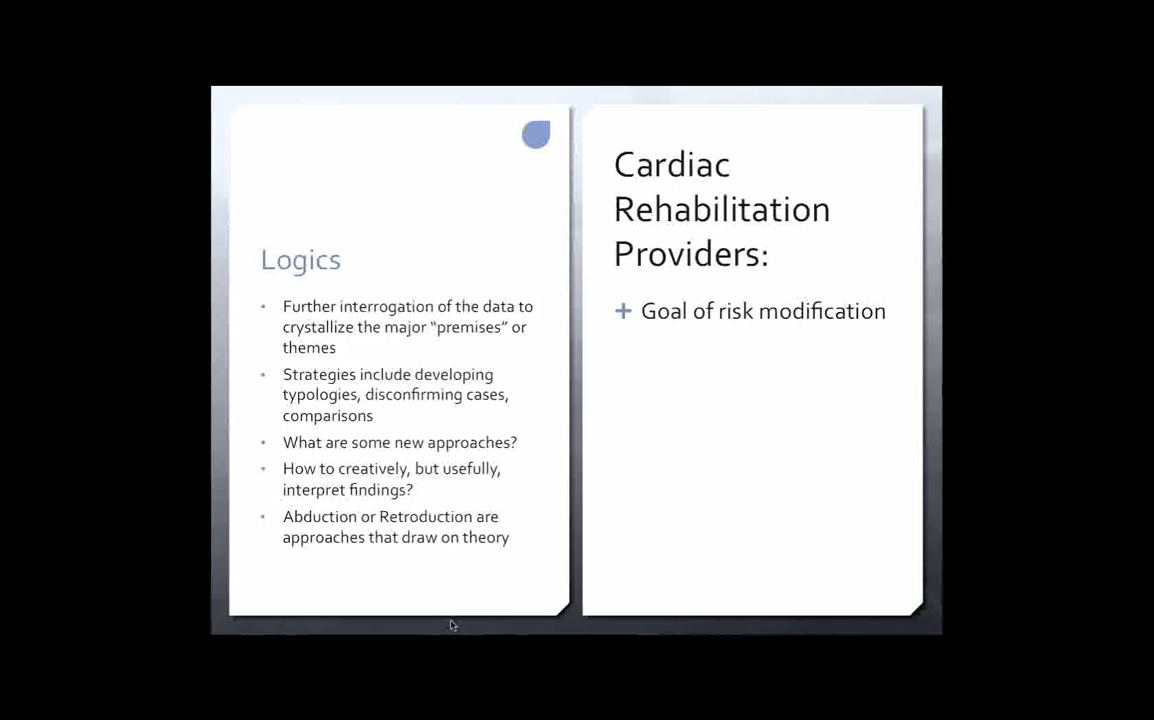 Logics
• Further interrogation of the data to
crystallize the major “premises” or
themes
• Strategies include developing
typologies, disconfirming cases,
comparisons
• What are some new approaches?
• How to creatively, but usefully,
interpret findings?
• Abduction or Retroduction are
approaches that draw on theory
Cardiac
Rehabilitation
Providers:
+ Goal of risk modification